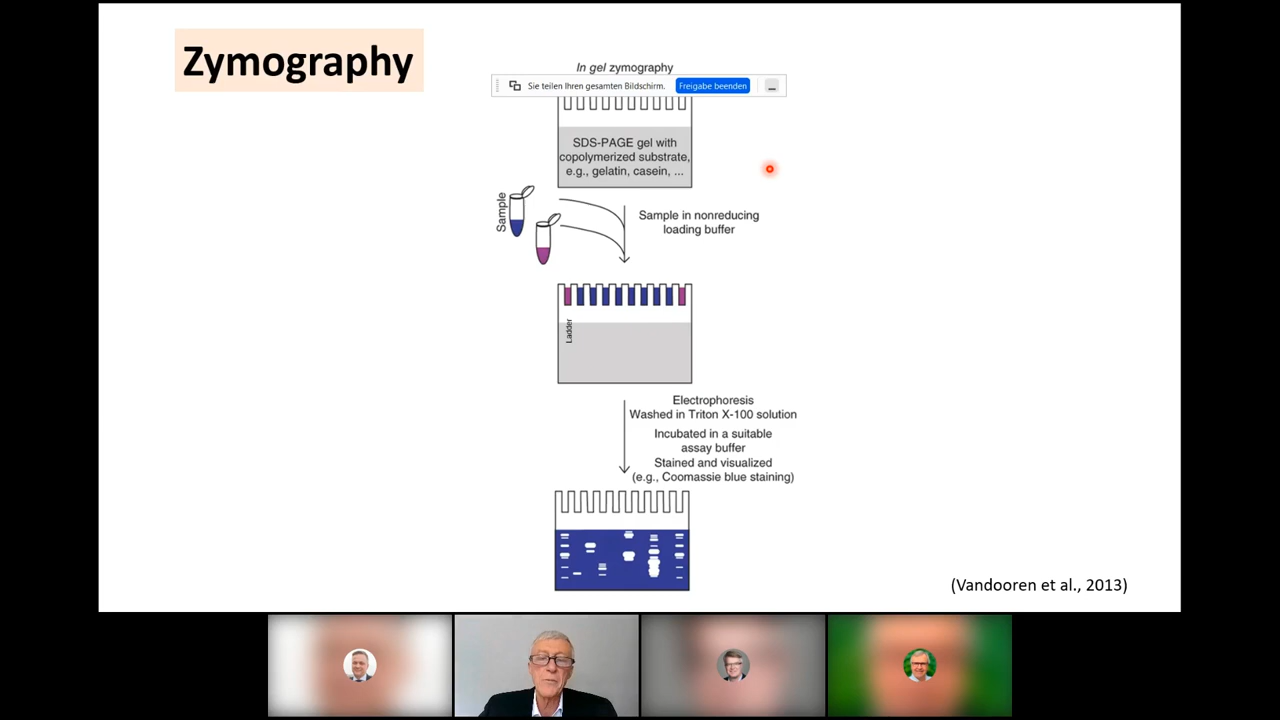 Zymography
In gel zymography
Sie teilen Ihren gesamten Bildschirm.
Freigabe beenden
SDS-PAGE gel with
copolymerized substrate,
e.g., gelatin, casein, ...
Sample
Sample in nonreducing
loading buffer
Ladder
Electrophoresis
Washed in Triton X-100 solution
Incubated in a suitable
assay buffer
Stained and visualized
(e.g., Coomassie blue staining)
(Vandooren et al., 2013)